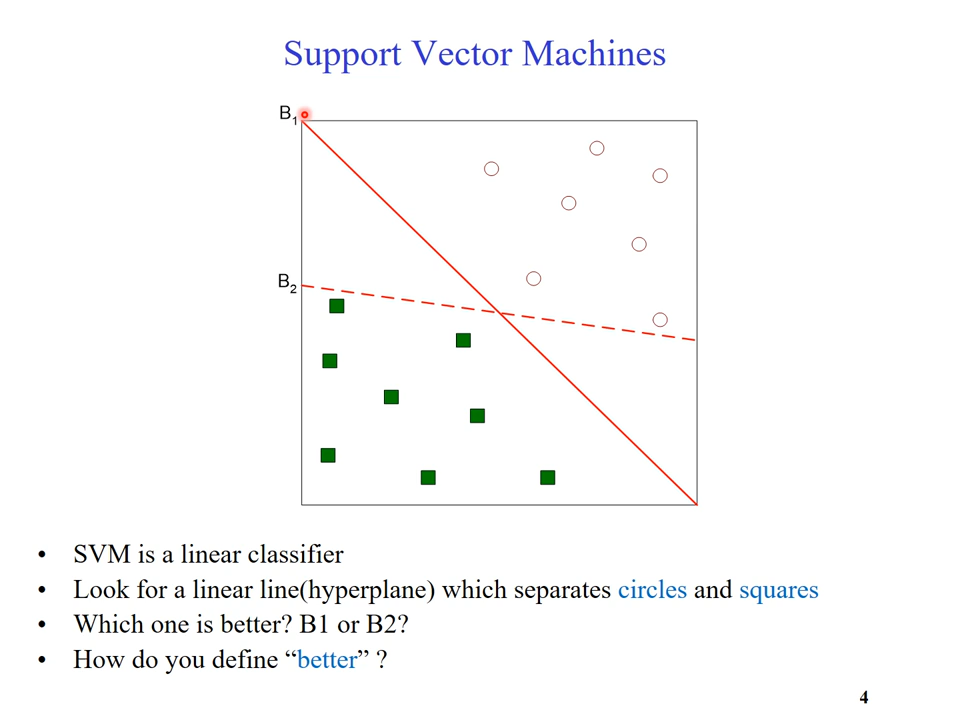 Support Vector Machines
B1
B2
• SVM is a linear classifier
• Look for a linear line(hyperplane) which separates circles and squares
• Which one is better? B1 or B2?
• How do you define “better” ?
4